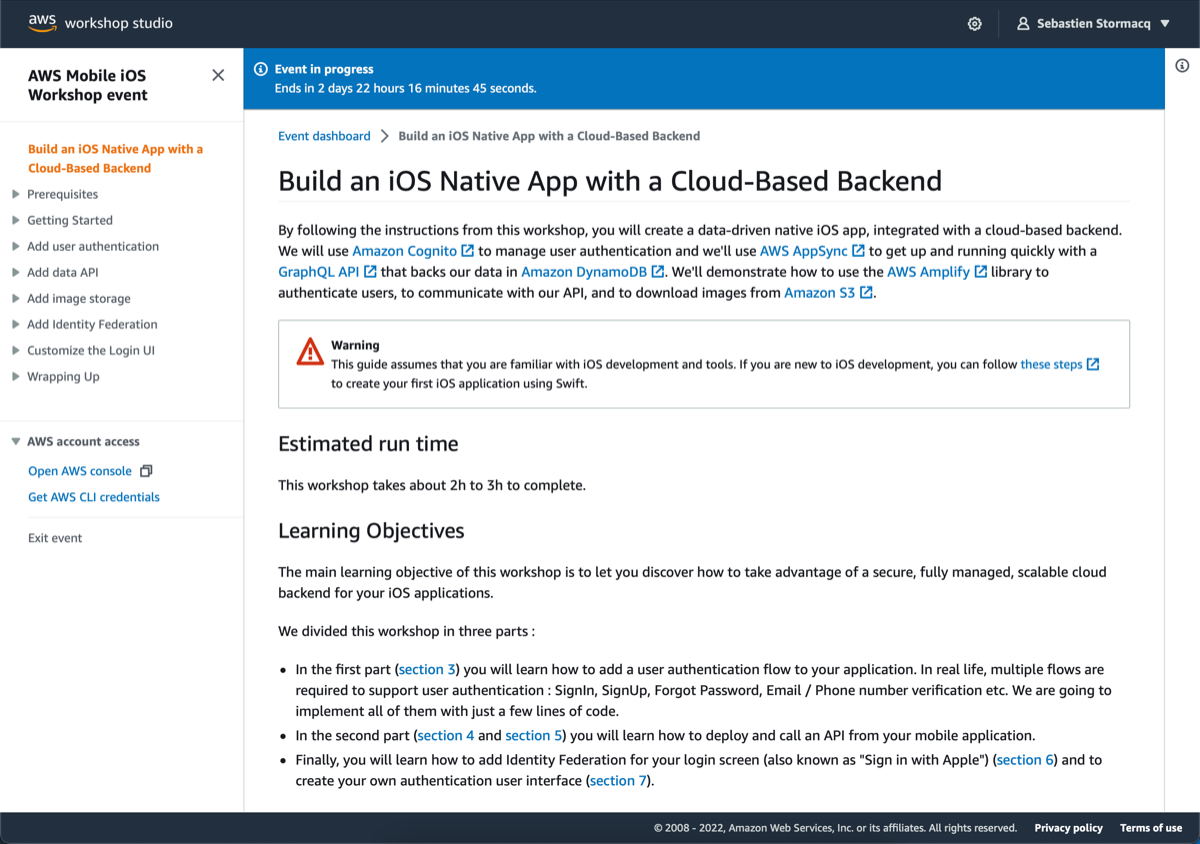 aws workshop studio
Sebastien Stormacq
AWS Mobile iOS
Workshop event
Build an iOS Native App with a
Cloud-Based Backend
Prerequisites
Getting Started
Add user authentication
Add data API
Add image storage
Add Identity Federation
Customize the Login UI
Wrapping Up
AWS account access
Open AWS console
Get AWS CLI credentials
Exit event
Event in progress
Ends in 2 days 22 hours 16 minutes 45 seconds.
Event dashboard > Build an iOS Native App with a Cloud-Based Backend
Build an iOS Native App with a Cloud-Based Backend
By following the instructions from this workshop, you will create a data-driven native iOS app, integrated with a cloud-based backend.
We will use Amazon Cognito to manage user authentication and we'll use AWS AppSync to get up and running quickly with a
GraphQL API that backs our data in Amazon DynamoDB. We'll demonstrate how to use the AWS Amplify library to
authenticate users, to communicate with our API, and to download images from Amazon S3.
Warning
This guide assumes that you are familiar with iOS development and tools. If you are new to iOS development, you can follow these steps
to create your first iOS application using Swift.
Estimated run time
This workshop takes about 2h to 3h to complete.
Learning Objectives
The main learning objective of this workshop is to let you discover how to take advantage of a secure, fully managed, scalable cloud
backend for your iOS applications.
We divided this workshop in three parts :
• In the first part (section 3) you will learn how to add a user authentication flow to your application. In real life, multiple flows are
required to support user authentication : SignIn, SignUp, Forgot Password, Email / Phone number verification etc. We are going to
implement all of them with just a few lines of code.
• In the second part (section 4 and section 5) you will learn how to deploy and call an API from your mobile application.
• Finally, you will learn how to add Identity Federation for your login screen (also known as "Sign in with Apple") (section 6) and to
create your own authentication user interface (section 7).
© 2008 - 2022, Amazon Web Services, Inc. or its affiliates. All rights reserved. Privacy policy Terms of use